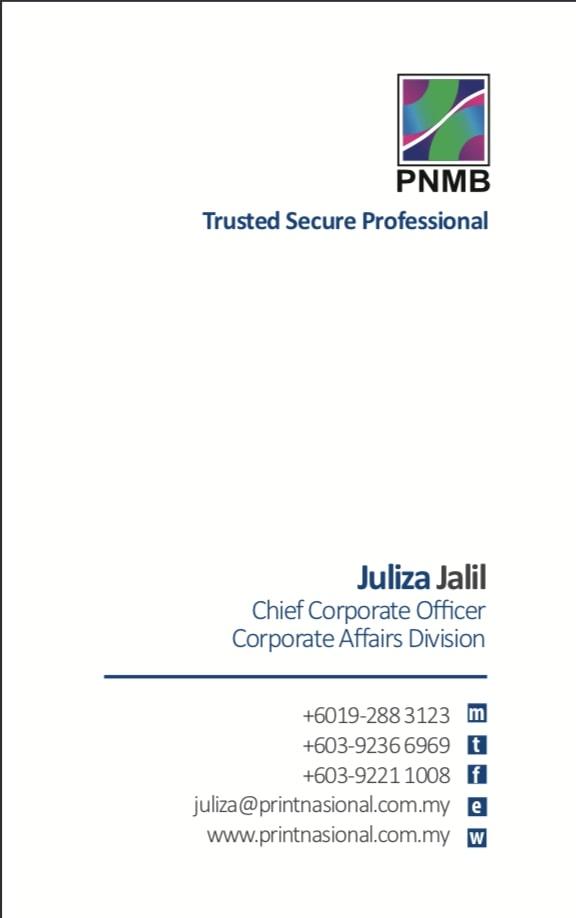 PNMB
Trusted Secure Professional
Juliza Jalil
Chief Corporate Officer
Corporate Affairs Division
+6019-288 3123 m
+603-9236 6969 t
+603-9221 1008 f
juliza@printnasional.com.my e
www.printnasional.com.my w